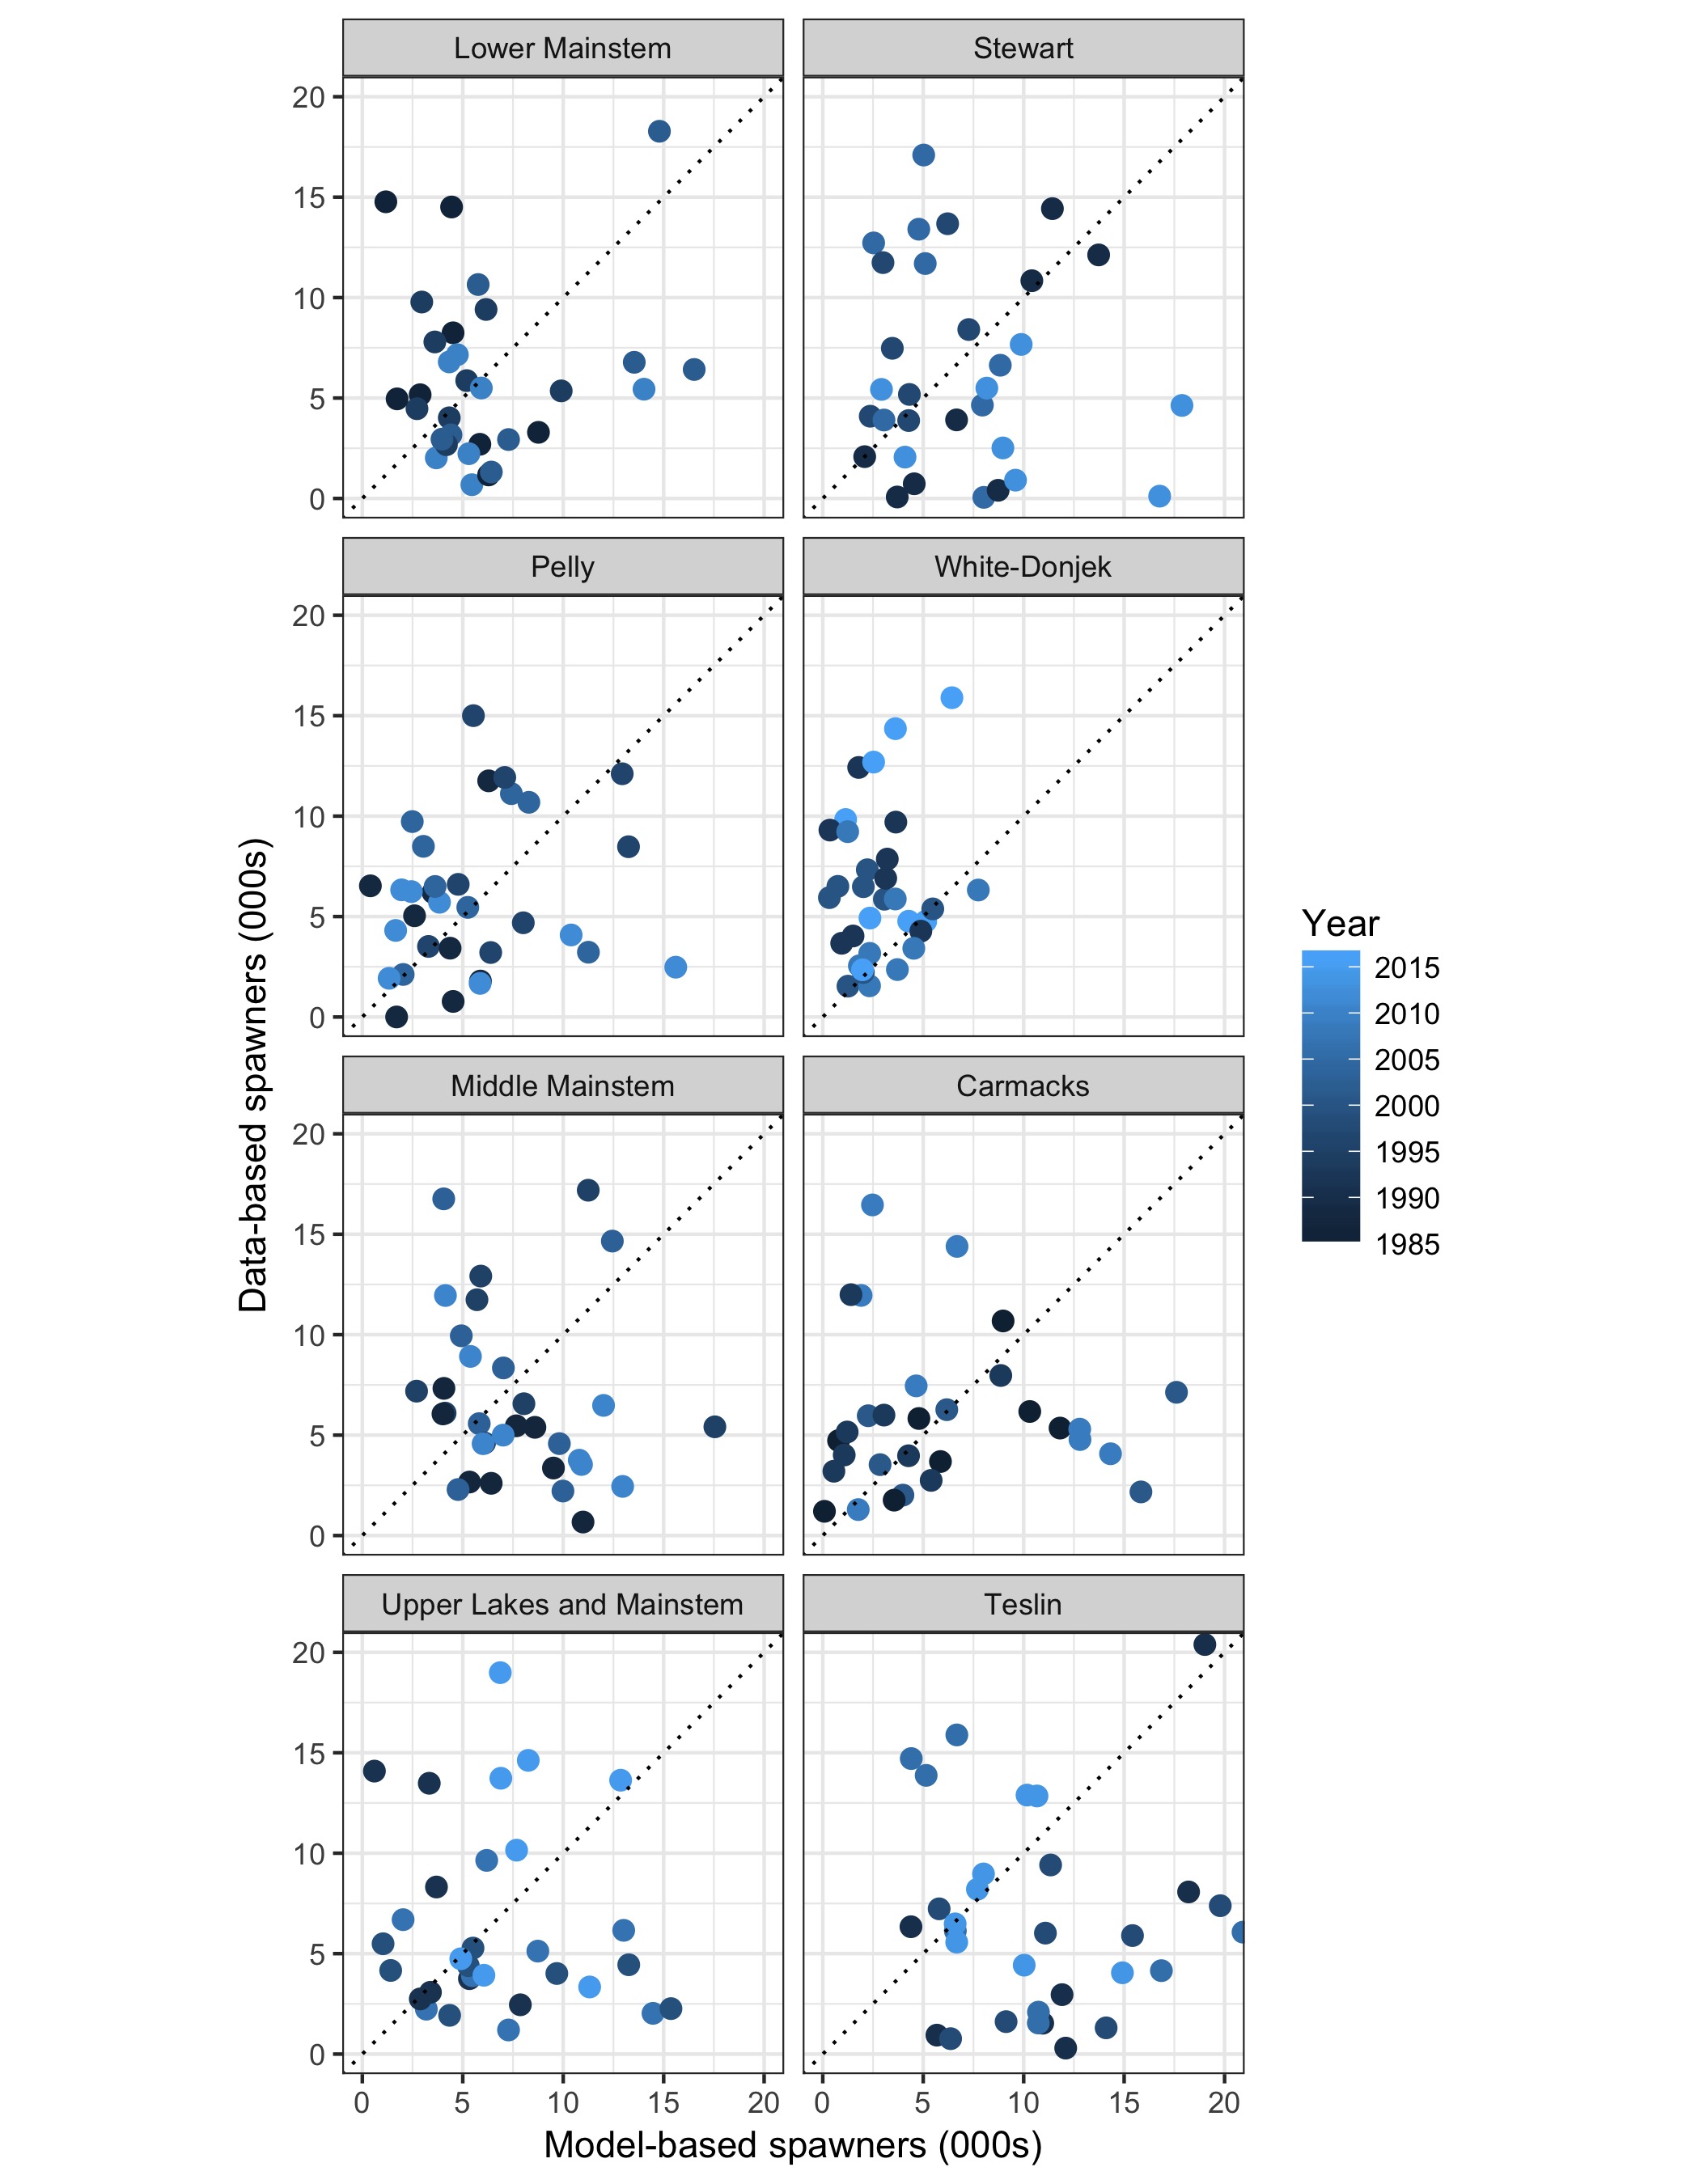 Lower Mainstem
Stewart
20
15
10
5
0
Pelly
White-Donjek
20
15
10
5
0
Middle Mainstem
Carmacks
20
15
10
5
0
Upper Lakes and Mainstem
Teslin
20
15
10
5
0
0 5 10 15 20
0 5 10 15 20
Model-based spawners (000s)
Data-based spawners (000s)
Year
2015
2010
2005
2000
1995
1990
1985